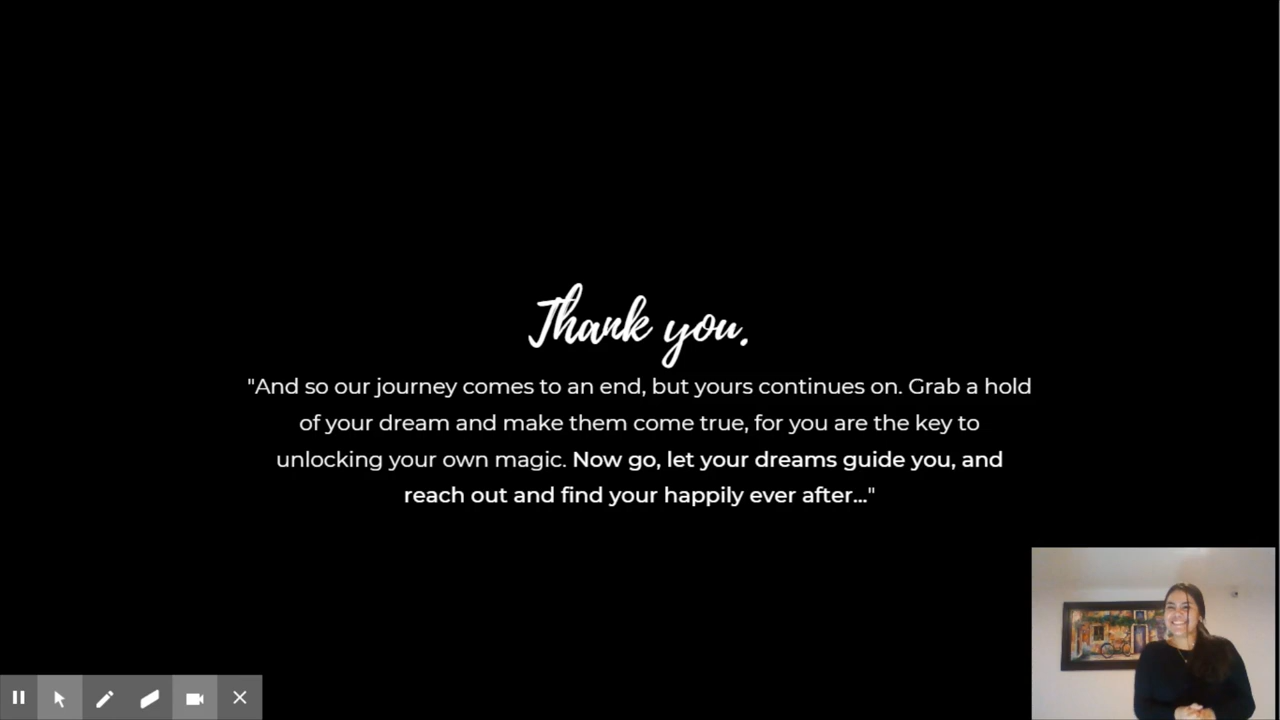 Thank you.
"And so our journey comes to an end, but yours continues on. Grab a hold
of your dream and make them come true, for you are the key to
unlocking your own magic. Now go, let your dreams guide you, and
reach out and find your happily ever after..."